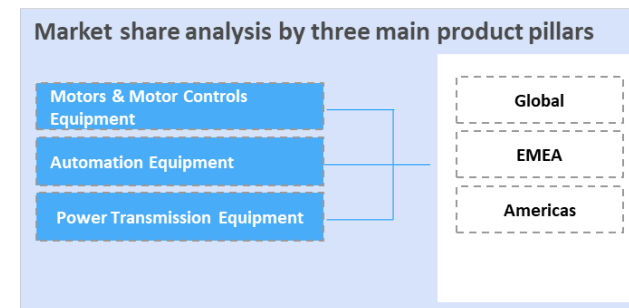 Market share analysis by three main product pillars
Motors & Motor Controls
Equipment
Automation Equipment
Power Transmission Equipment
Global
EMEA
Americas